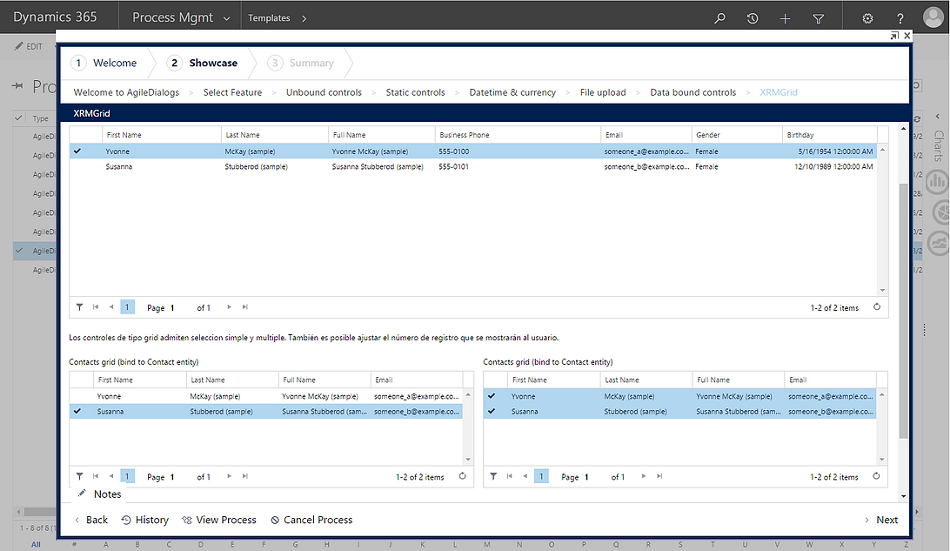 Dynamics 365 Process Mgmt Templates
EDIT
1 Welcome 2 Showcase 3 Summary
Welcome to AgileDialogs > Select Feature > Unbound controls > Static controls > Datetime & currency > File upload > Data bound controls > XRMGrid
XRMGrid
First Name Last Name Full Name Business Phone Email Gender Birthday
Yvonne McKay (sample) Yvonne McKay (sample) 555-0100 someone_a@example.co... Female 5/16/1954 12:00:00 AM
Susanna Stubberod (sample) Susanna Stubberod (sample) 555-0101 someone_b@example.co... Female 12/10/1989 12:00:00 AM
1 Page 1 of 1 1-2 of 2 items
Los controles de tipo grid admiten seleccion simple y multiple. También es posible ajustar el número de registro que se mostrarán al usuario.
Contacts grid (bind to Contact entity) Contacts grid (bind to Contact entity)
First Name Last Name Full Name Email First Name Last Name Full Name Email
Yvonne McKay (sample) Yvonne McKay (sample) someone_a@example.co... Yvonne McKay (sample) Yvonne McKay (sample) someone_a@example.co...
Susanna Stubberod (sample) Susanna Stubberod (sam... someone_b@example.co... Susanna Stubberod (sample) Susanna Stubberod (sam... someone_b@example.co...
1 Page 1 of 1 1-2 of 2 items 1 Page 1 of 1 1-2 of 2 items
Notes
Back History View Process Cancel Process Next
Pro
Type
AgileDi
AgileDi
AgileDi
AgileDi
AgileDi
AgileDi
AgileDi
AgileDi
Charts
1 - 8 of 8 (1
All # A B C D E F G H I J K L M N O P Q R S T U V W X Y Z